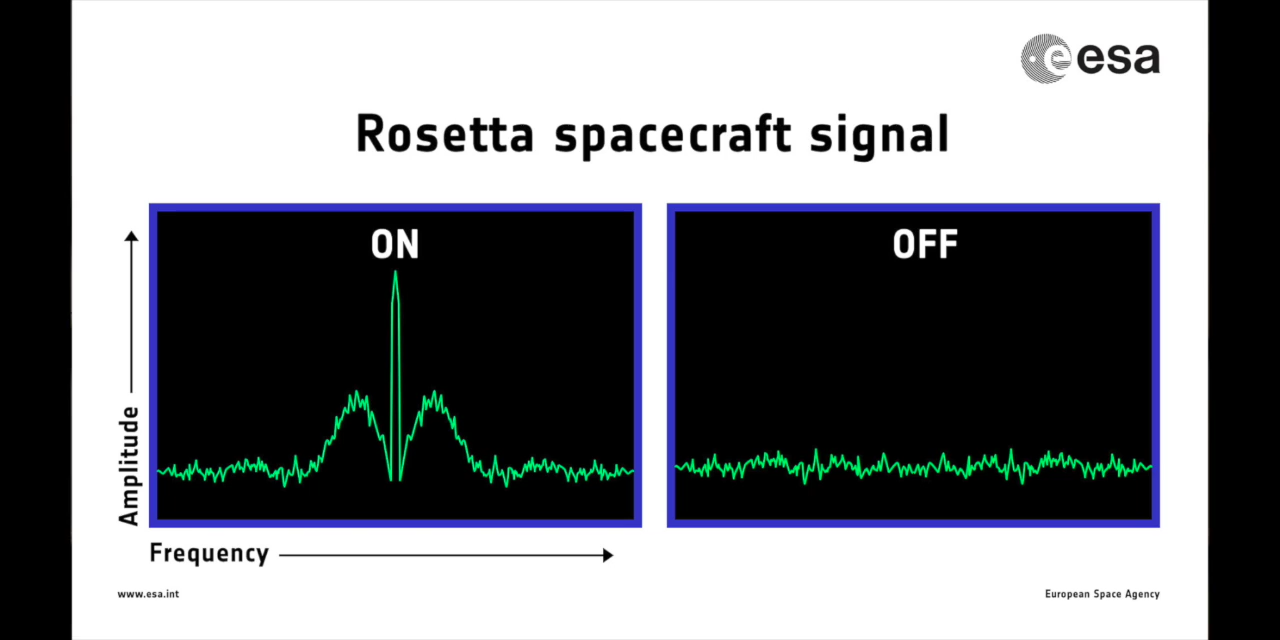 esa
Rosetta spacecraft signal
ON
OFF
Amplitude
Frequency
www.esa.int
European Space Agency